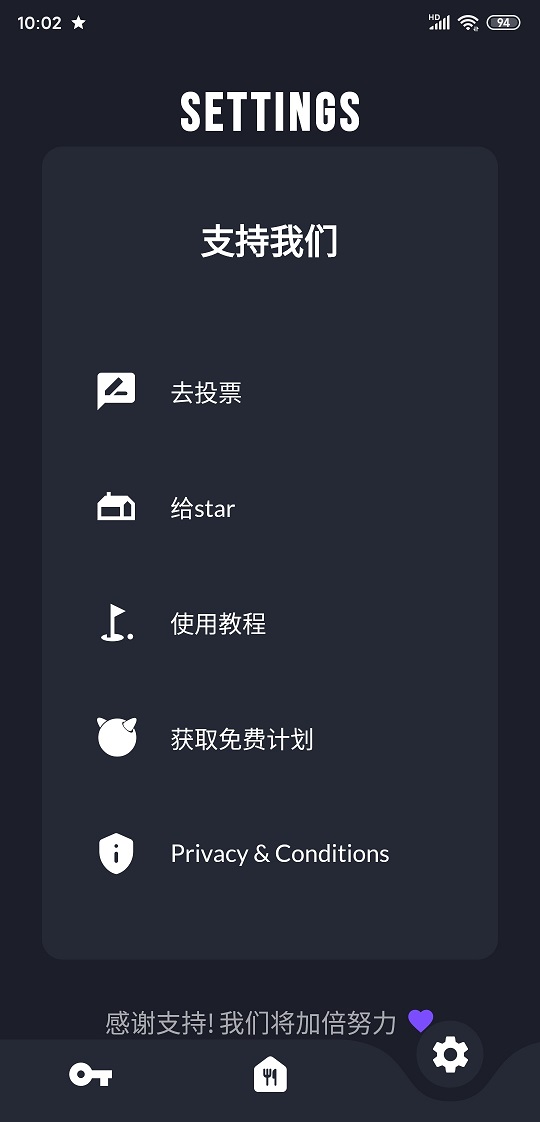 10:02
HD
94
SETTINGS
支持我们
去投票
给star
使用教程
获取免费计划
Privacy & Conditions
感谢支持! 我们将加倍努力